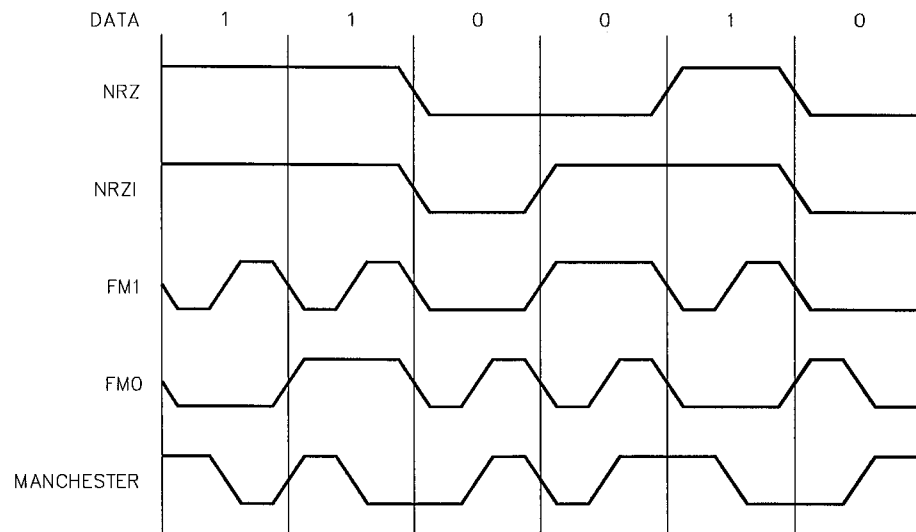 DATA 1 1 0 0 1 0
NRZ
NRZI
FM1
FM0
MANCHESTER